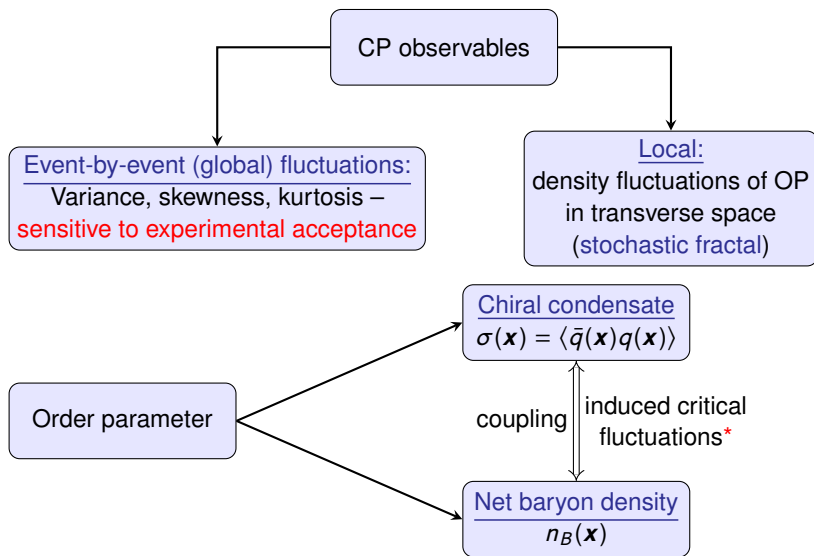 CP observables
Event-by-event (global) fluctuations:
Variance, skewness, kurtosis –
sensitive to experimental acceptance
Local:
density fluctuations of OP
in transverse space
(stochastic fractal)
Chiral condensate
σ(x) = ⟨q̄(x)q(x)⟩
Order parameter
coupling
induced critical
fluctuations*
Net baryon density
n_B(x)